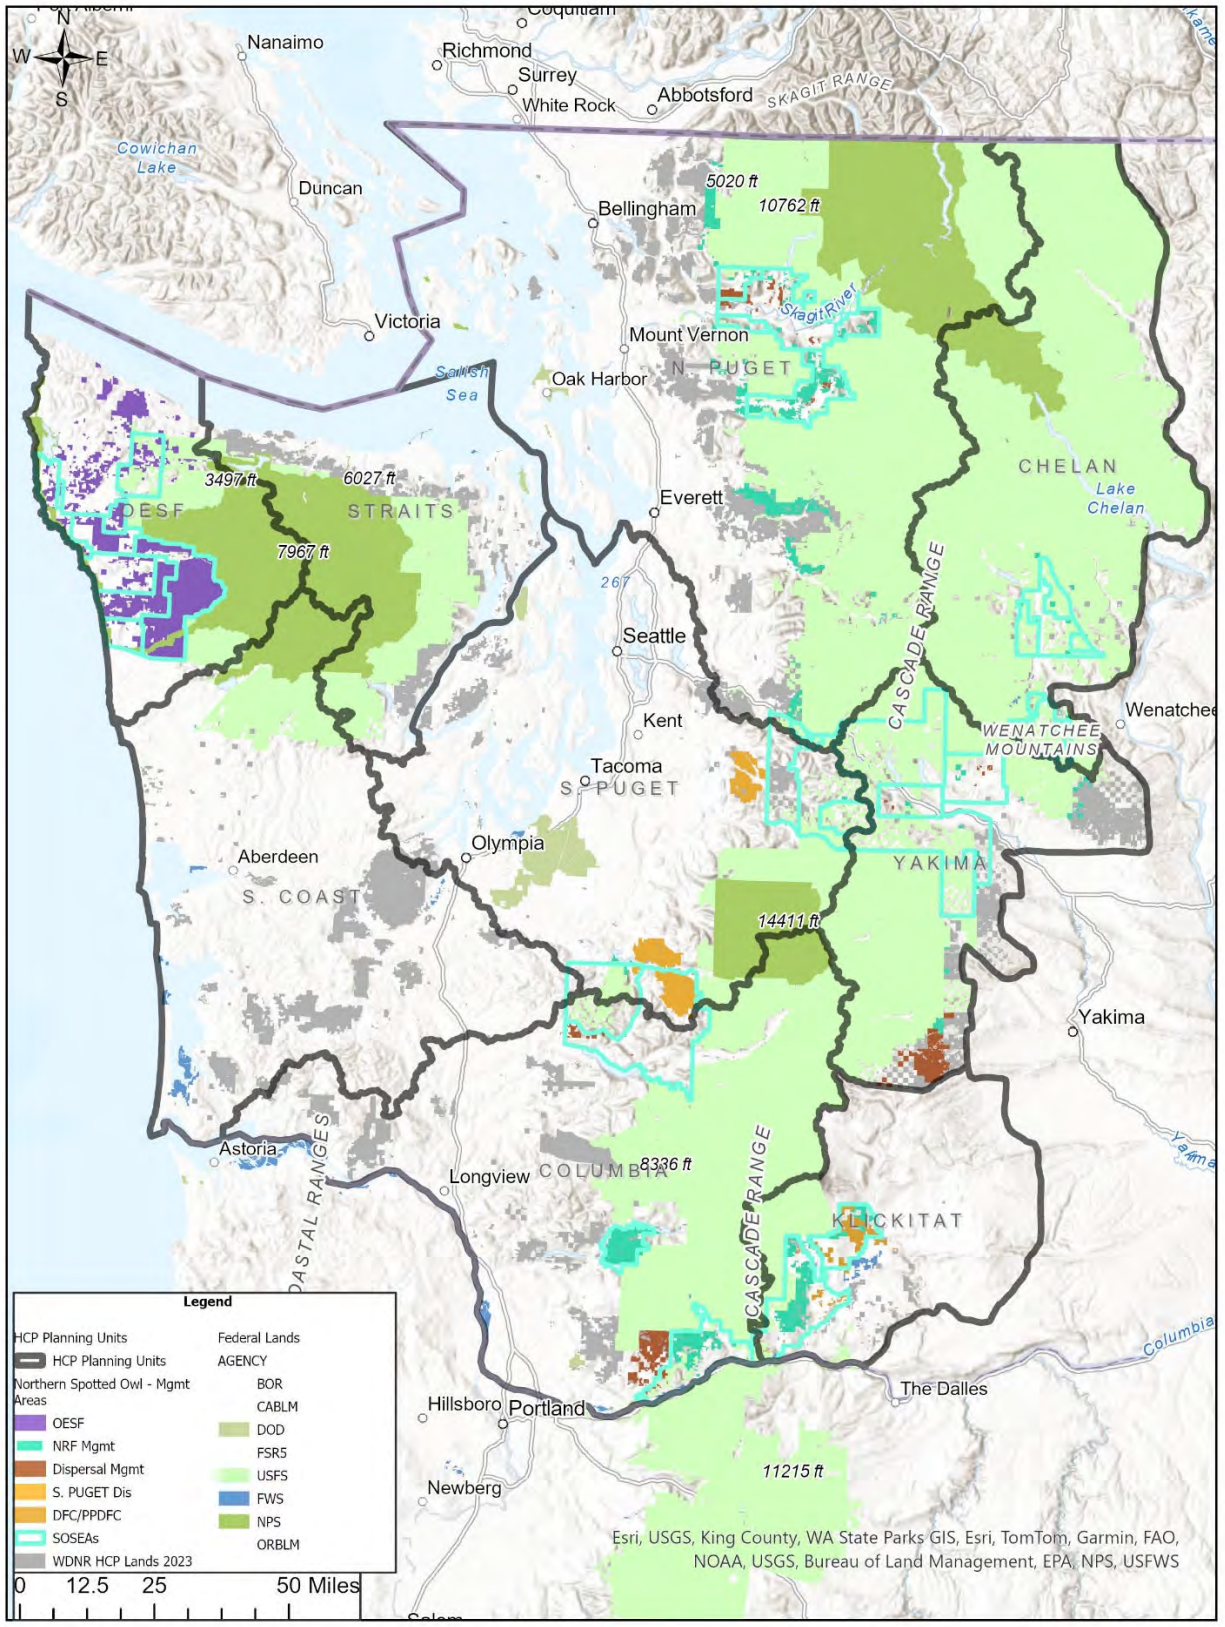 N
W
E
S
Coquitlam
Nanaimo
Richmond
Surrey
White Rock
Abbotsford
SKAGIT RANGE
Cowichan
Lake
Duncan
5020 ft
10762 ft
Bellingham
Victoria
Skagit River
Mount Vernon
N. PUGET
Salish
Sea
Oak Harbor
3497 ft
6027 ft
CHELAN
Lake
Chelan
Everett
OESF
STRAITS
7967 ft
267
CASCADE RANGE
Seattle
Kent
Wenatchee
WENATCHEE
MOUNTAINS
Tacoma
S. PUGET
Olympia
Aberdeen
YAKIMA
S. COAST
14411 ft
Yakima
Astoria
Longview
COLUMBIA
8336 ft
CASCADE RANGE
KLICKITAT
OASTAL RANGES
Yakima
Columbia
The Dalles
Hillsboro
Portland
Newberg
11215 ft
Legend
HCP Planning Units
HCP Planning Units
Northern Spotted Owl - Mgmt
Areas
OESF
NRF Mgmt
Dispersal Mgmt
S. PUGET Dis
DFC/PPDFC
SOSEAs
WDNR HCP Lands 2023
Federal Lands
AGENCY
BOR
CABLM
DOD
FSR5
USFS
FWS
NPS
ORBLM
Esri, USGS, King County, WA State Parks GIS, Esri, TomTom, Garmin, FAO,
NOAA, USGS, Bureau of Land Management, EPA, NPS, USFWS
0 12.5 25 50 Miles